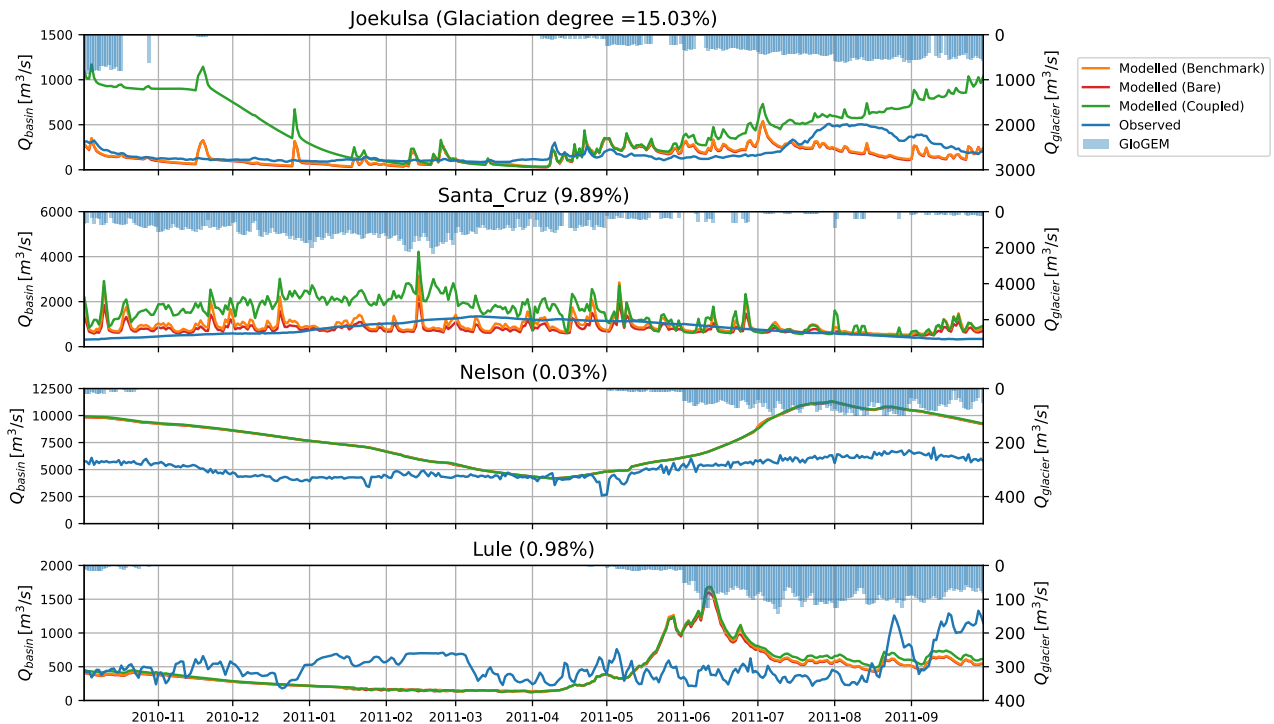 Joekulsa (Glaciation degree =15.03%)
1500
1000
500
0
Q_basin [m³/s]
0
1000
2000
3000
Q_glacier [m³/s]
Modelled (Benchmark)
Modelled (Bare)
Modelled (Coupled)
Observed
GloGEM
Santa_Cruz (9.89%)
6000
4000
2000
0
Q_basin [m³/s]
0
2000
4000
6000
Q_glacier [m³/s]
Nelson (0.03%)
12500
10000
7500
5000
2500
0
Q_basin [m³/s]
0
200
400
Q_glacier [m³/s]
Lule (0.98%)
2000
1500
1000
500
0
Q_basin [m³/s]
0
100
200
300
400
Q_glacier [m³/s]
2010-11 2010-12 2011-01 2011-02 2011-03 2011-04 2011-05 2011-06 2011-07 2011-08 2011-09